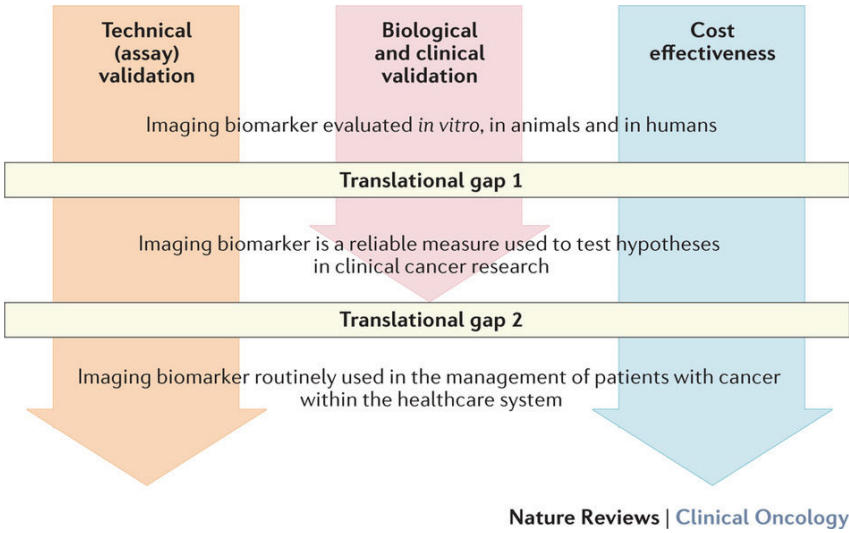 Technical
(assay)
validation
Biological
and clinical
validation
Cost
effectiveness
Imaging biomarker evaluated in vitro, in animals and in humans
Translational gap 1
Imaging biomarker is a reliable measure used to test hypotheses
in clinical cancer research
Translational gap 2
Imaging biomarker routinely used in the management of patients with cancer
within the healthcare system
Nature Reviews | Clinical Oncology